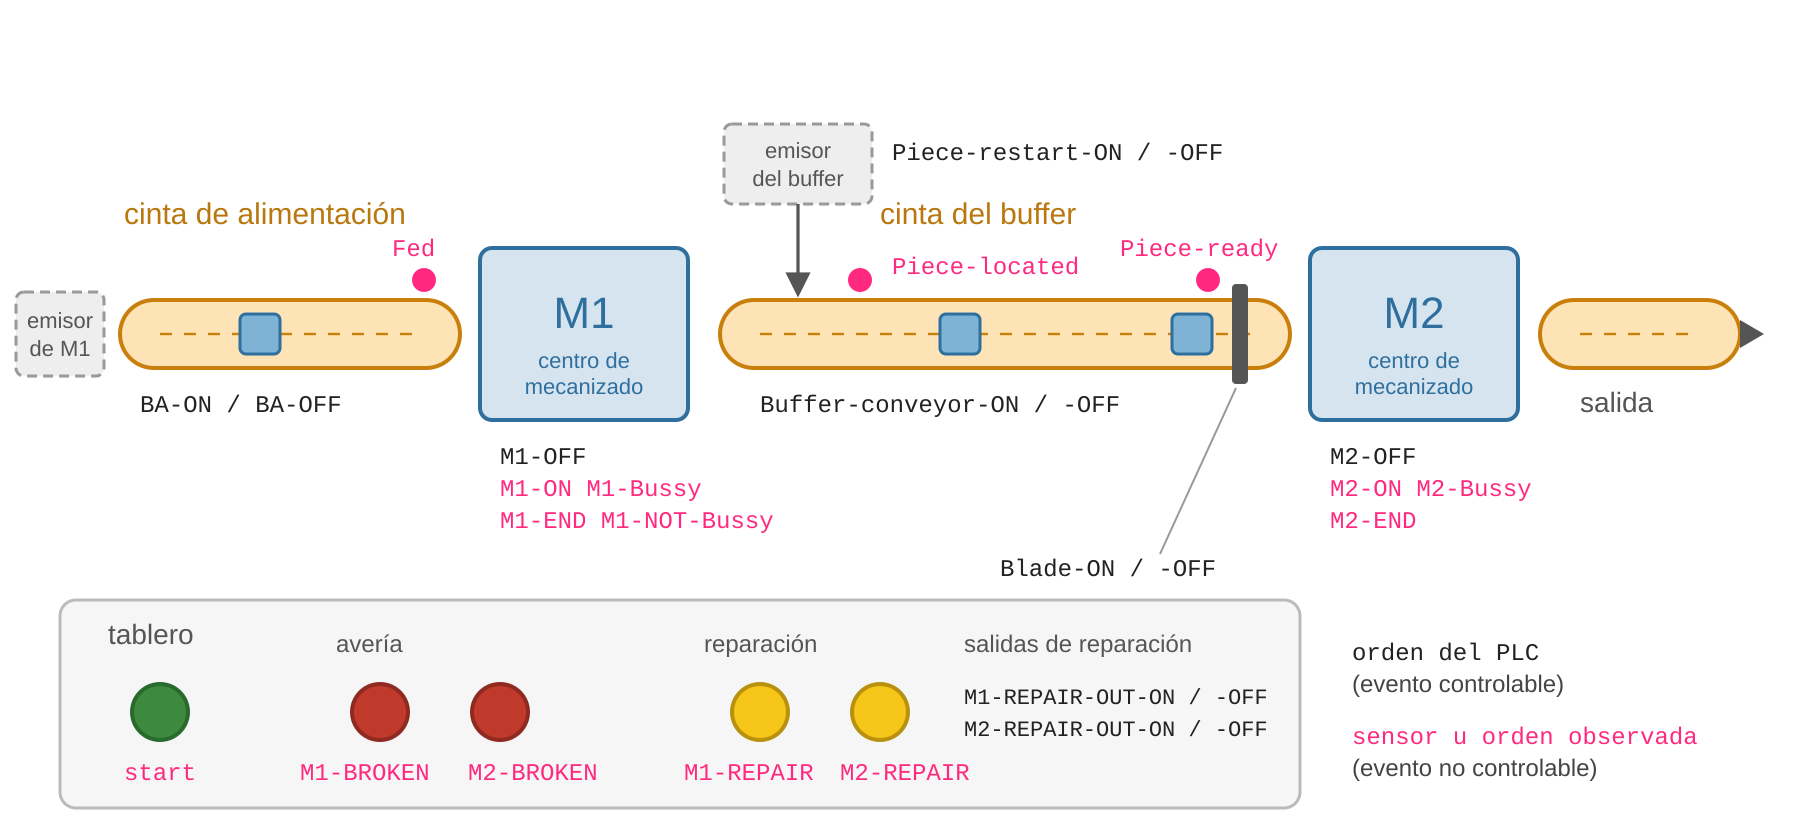 emisor
del buffer
Piece-restart-ON / -OFF
cinta de alimentación
cinta del buffer
Fed
Piece-located
Piece-ready
emisor
de M1
M1
centro de
mecanizado
M2
centro de
mecanizado
BA-ON / BA-OFF
Buffer-conveyor-ON / -OFF
salida
M1-OFF
M1-ON M1-Bussy
M1-END M1-NOT-Bussy
M2-OFF
M2-ON M2-Bussy
M2-END
Blade-ON / -OFF
tablero
avería
reparación
salidas de reparación
M1-REPAIR-OUT-ON / -OFF
M2-REPAIR-OUT-ON / -OFF
start
M1-BROKEN
M2-BROKEN
M1-REPAIR
M2-REPAIR
orden del PLC
(evento controlable)
sensor u orden observada
(evento no controlable)